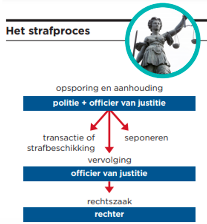 Het strafproces
opsporing en aanhouding
politie + officier van justitie
transactie of
strafbeschikking
seponeren
vervolging
officier van justitie
rechtszaak
rechter